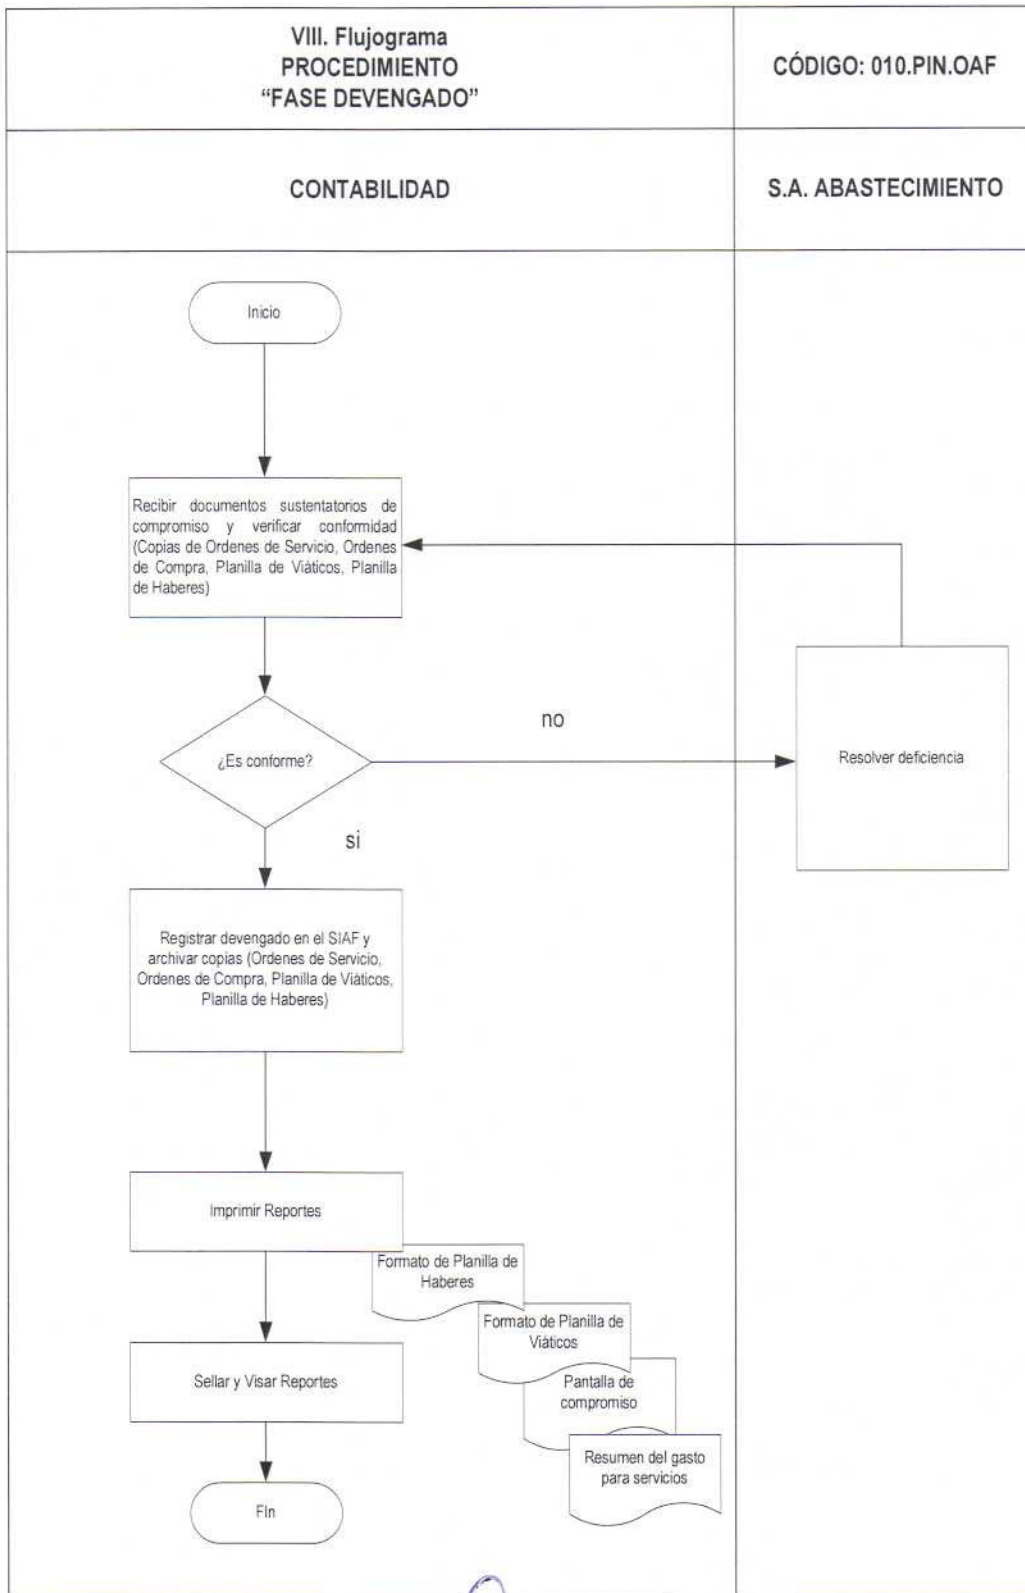 VIII. Flujograma
PROCEDIMIENTO
“FASE DEVENGADO”
CÓDIGO: 010.PIN.OAF
CONTABILIDAD
S.A. ABASTECIMIENTO
Inicio
Recibir documentos sustentatorios de
compromiso y verificar conformidad
(Copias de Ordenes de Servicio, Ordenes
de Compra, Planilla de Viáticos, Planilla
de Haberes)
¿Es conforme?
no
Resolver deficiencia
si
Registrar devengado en el SIAF y
archivar copias (Ordenes de Servicio,
Ordenes de Compra, Planilla de Viáticos,
Planilla de Haberes)
Imprimir Reportes
Formato de Planilla de
Haberes
Formato de Planilla de
Viáticos
Sellar y Visar Reportes
Pantalla de
compromiso
Resumen del gasto
para servicios
FIn